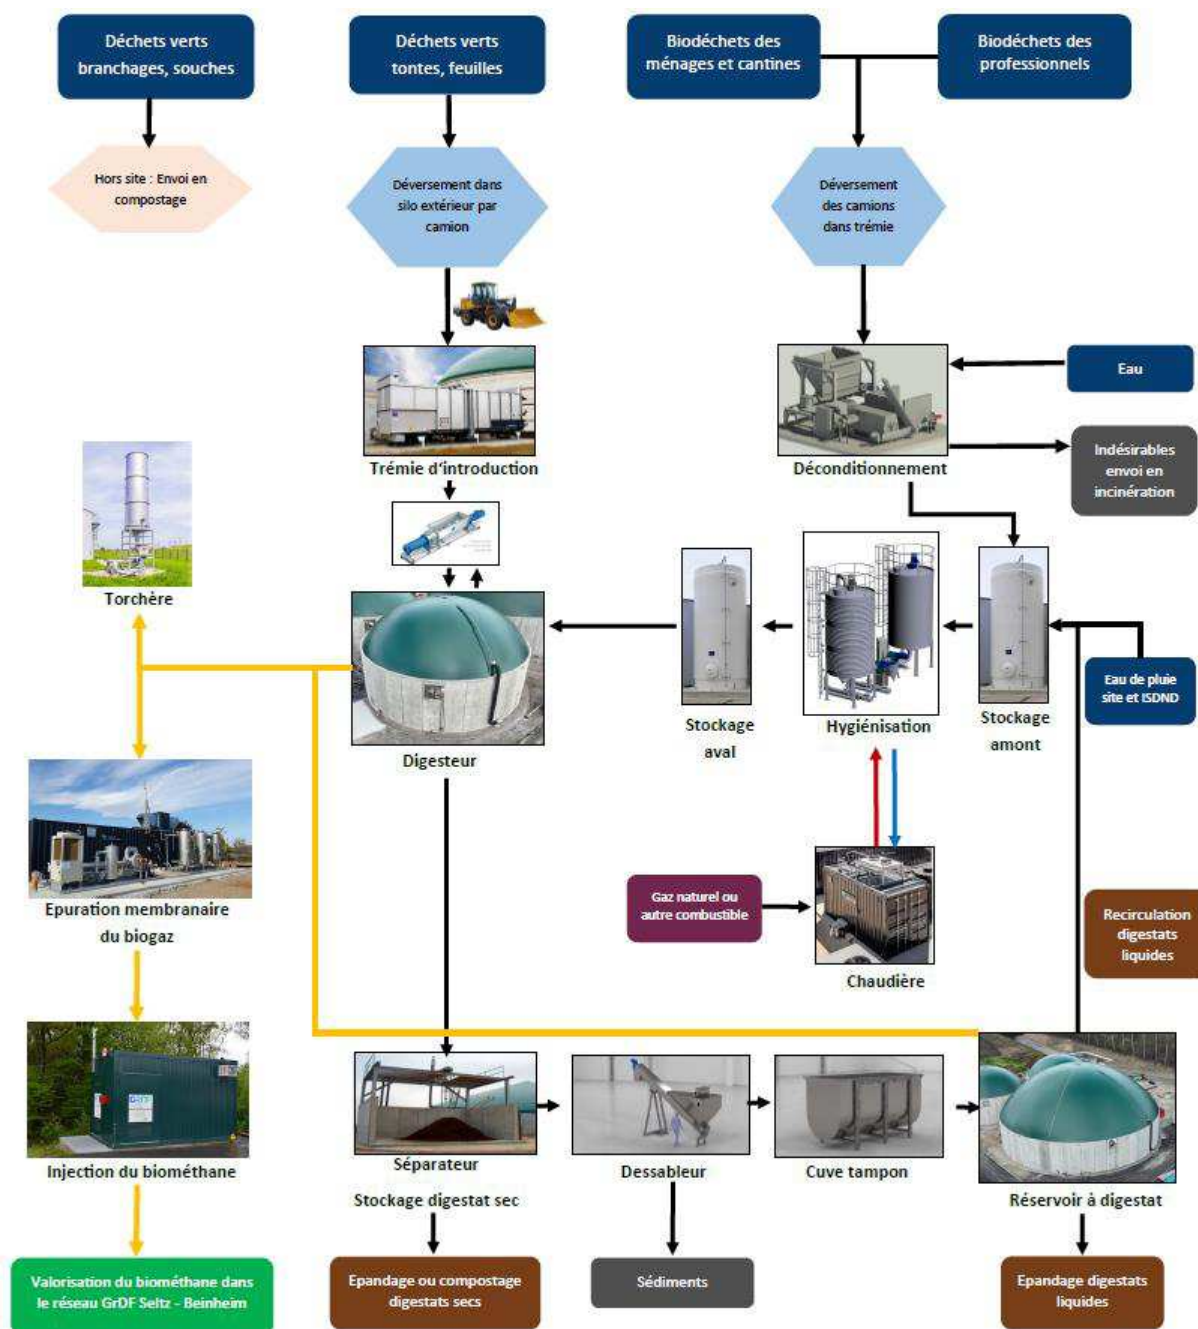 Déchets verts
branchages, souches
Déchets verts
tontes, feuilles
Biodéchets des
ménages et cantines
Biodéchets des
professionnels
Hors site : Envoi en
compostage
Déversement dans
silo extérieur par
camion
Déversement
des camions
dans trémie
Eau
Trémie d'introduction
Déconditionnement
Indésirables
envoi en
incinération
Torchère
Eau de pluie
site et ISDND
Stockage
amont
Hygiénisation
Stockage
aval
Digesteur
Gaz naturel ou
autre combustible
Chaudière
Recirculation
digestats
liquides
Epuration membranaire
du biogaz
Injection du biométhane
Séparateur
Stockage digestat sec
Dessableur
Cuve tampon
Réservoir à digestat
Valorisation du biométhane dans
le réseau GrDF Seltz - Beinheim
Epandage ou compostage
digestats secs
Sédiments
Epandage digestats
liquides